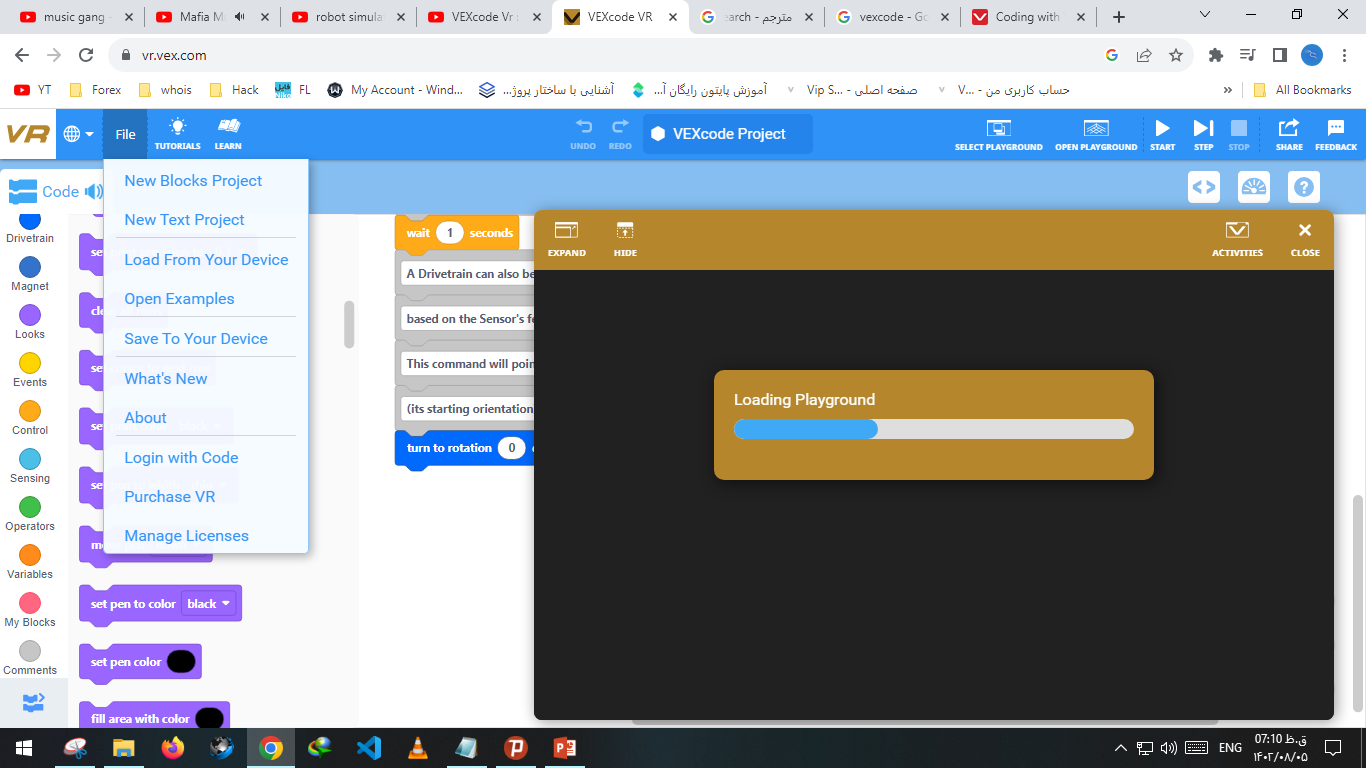 music gang -
Mafia M
robot simula
VEXcode Vr :
VEXcode VR
مترجم - earch
vexcode - Go
Coding with
vr.vex.com
YT
Forex
whois
Hack
FL
My Account - Wind...
آشنایی با ساختار پروژ...
آموزش پایتون رایگان آ...
Vip S... - صفحه اصلی
V... - حساب کاربری من
»
All Bookmarks
VR
File
TUTORIALS
LEARN
UNDO
REDO
VEXcode Project
SELECT PLAYGROUND
OPEN PLAYGROUND
START
STEP
STOP
SHARE
FEEDBACK
Code
New Blocks Project
New Text Project
Load From Your Device
Open Examples
Save To Your Device
What's New
About
Login with Code
Purchase VR
Manage Licenses
Drivetrain
Magnet
Looks
Events
Control
Sensing
Operators
Variables
My Blocks
Comments
set pen to color black
set pen color
fill area with color
wait 1 seconds
A Drivetrain can also be
based on the Sensor's fe
This command will poin
(its starting orientation
turn to rotation 0
EXPAND
HIDE
ACTIVITIES
CLOSE
Loading Playground
ENG
07:10 ق.ظ
۱۴۰۲/۰۸/۰۵